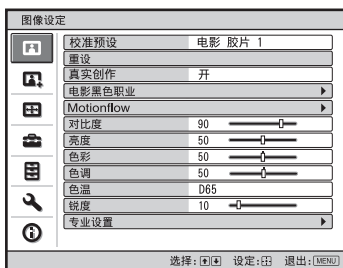 图像设定
校准预设 电影 胶片 1
重设
真实创作 开
电影黑色职业
Motionflow
对比度 90
亮度 50
色彩 50
色调 50
色温 D65
锐度 10
专业设置
选择: 设定: 退出: MENU